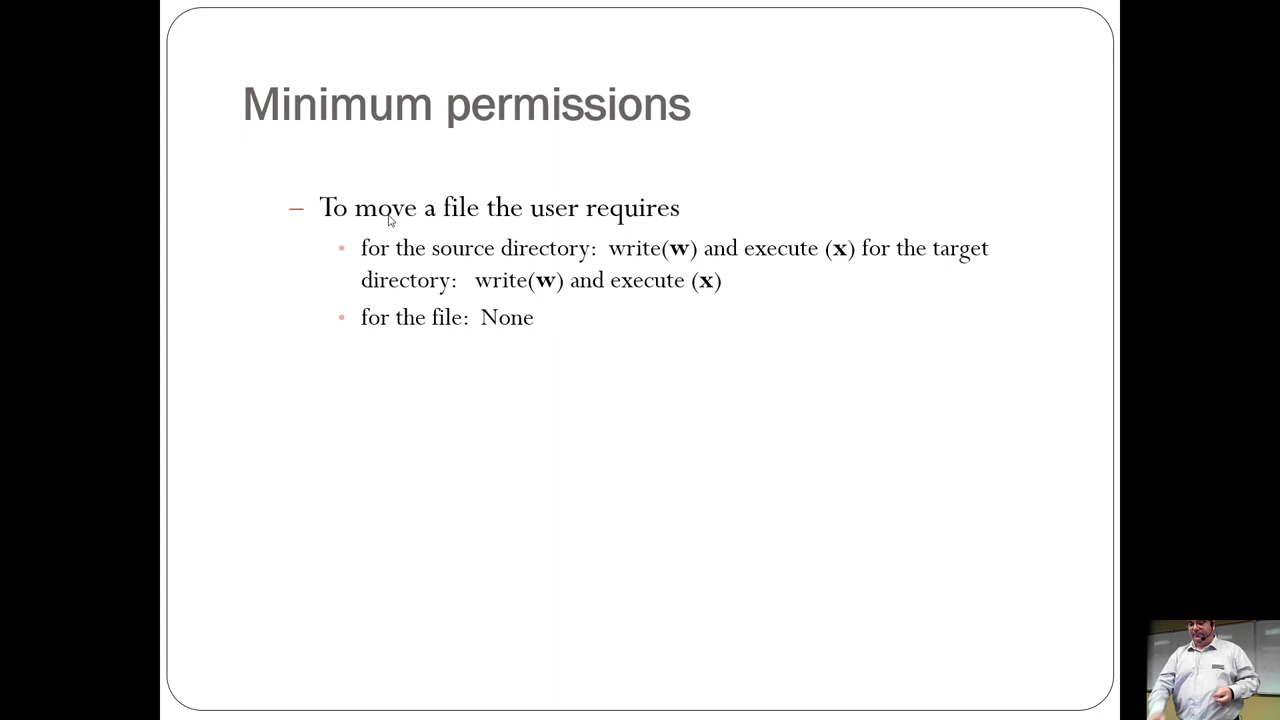 Minimum permissions
– To move a file the user requires
• for the source directory:  write(w) and execute (x) for the target
directory:   write(w) and execute (x)
• for the file:  None